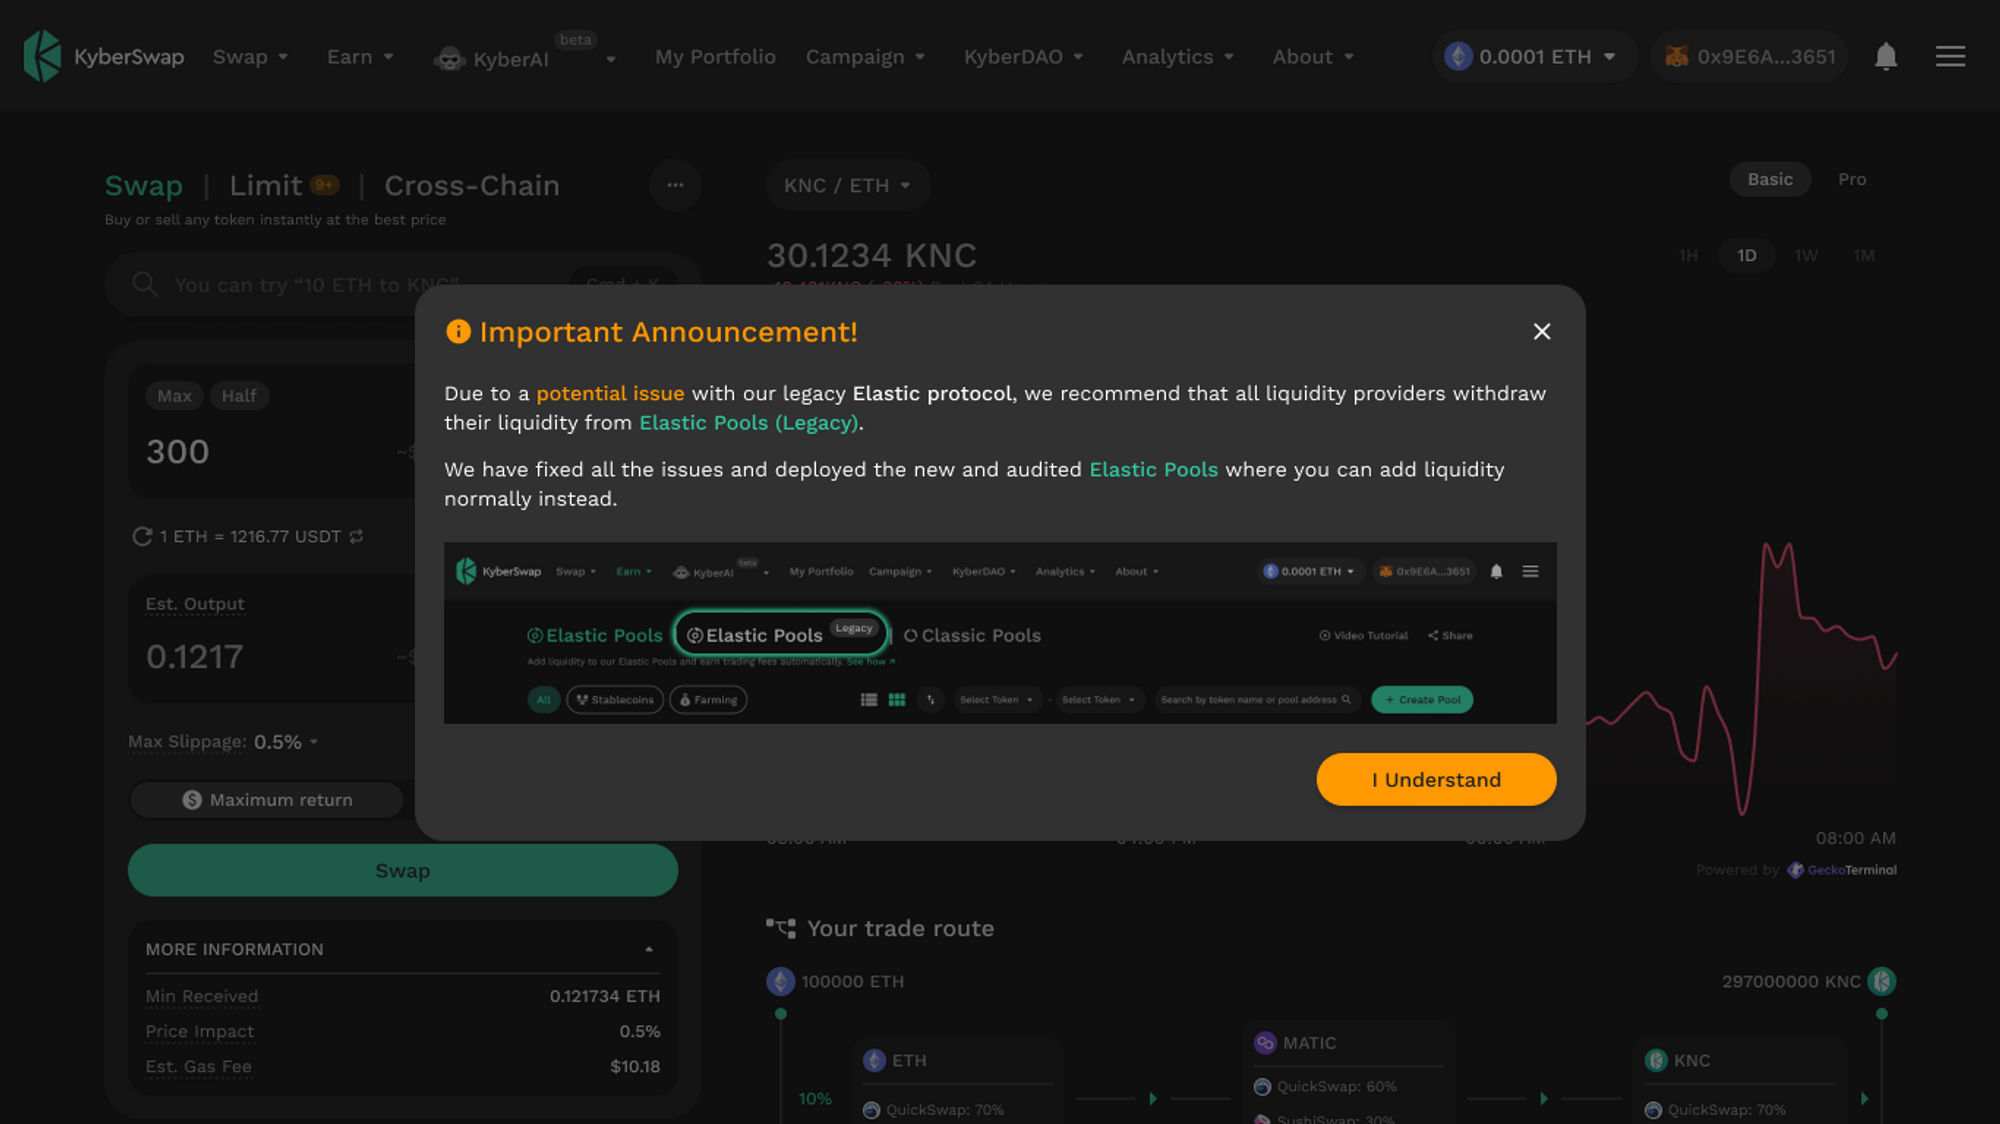 KyberSwap Swap Earn KyberAI beta My Portfolio Campaign KyberDAO Analytics About 0.0001 ETH 0x9E6A...3651
Swap | Limit 9+ | Cross-Chain ...
Buy or sell any token instantly at the best price
You can try “10 ETH to KNC” Cmd + K
KNC / ETH Basic Pro
30.1234 KNC 1H 1D 1W 1M
Important Announcement!
Due to a potential issue with our legacy Elastic protocol, we recommend that all liquidity providers withdraw
their liquidity from Elastic Pools (Legacy).
We have fixed all the issues and deployed the new and audited Elastic Pools where you can add liquidity
normally instead.
KyberSwap Swap Earn KyberAI beta My Portfolio Campaign KyberDAO Analytics About 0.0001 ETH 0x9E6A...3651
Elastic Pools Elastic Pools Legacy Classic Pools Video Tutorial Share
Add liquidity to our Elastic Pools and earn trading fees automatically. See how ↗
All Stablecoins Farming Select Token - Select Token Search by token name or pool address + Create Pool
I Understand
Max Half
300 ~$
1 ETH = 1216.77 USDT
Est. Output
0.1217 ~$
Max Slippage: 0.5%
Maximum return
Swap
MORE INFORMATION
Min Received 0.121734 ETH
Price Impact 0.5%
Est. Gas Fee $10.18
08:00 AM
Powered by GeckoTerminal
Your trade route
100000 ETH 297000000 KNC
10%
ETH
QuickSwap: 70%
MATIC
QuickSwap: 60%
SushiSwap: 30%
KNC
QuickSwap: 70%